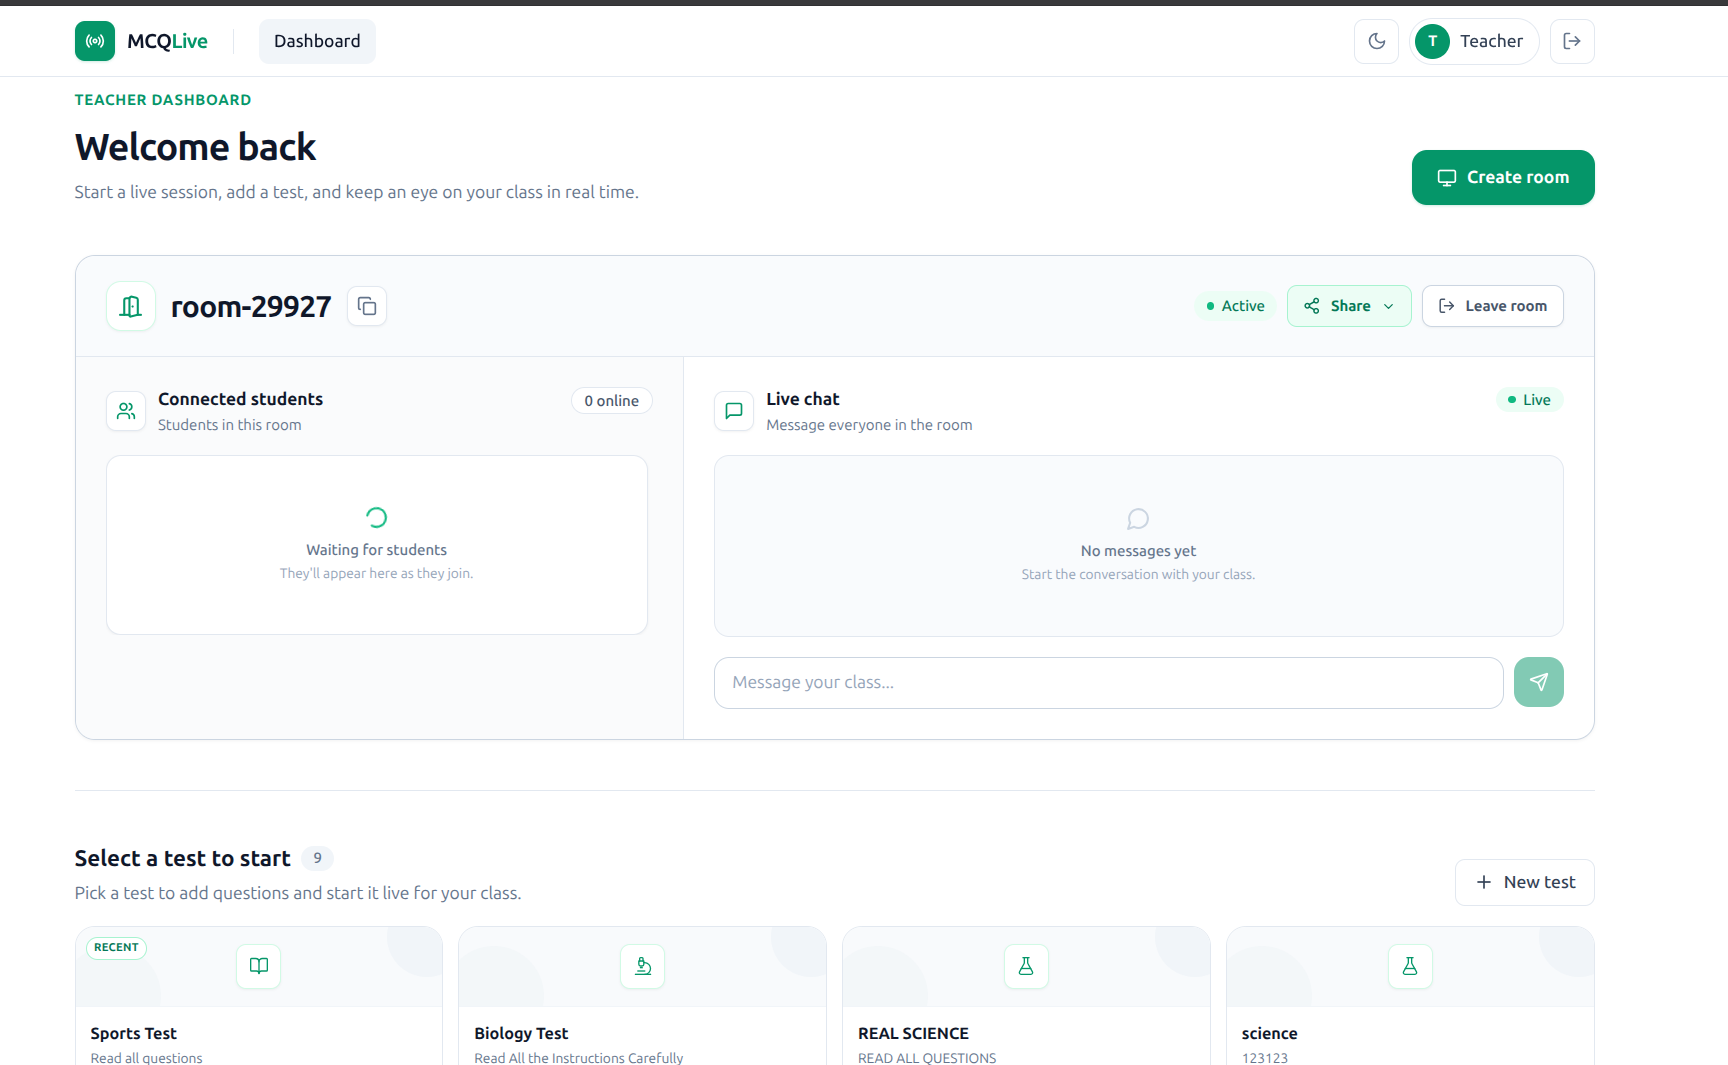 MCQLive
Dashboard
T
Teacher
TEACHER DASHBOARD
Welcome back
Start a live session, add a test, and keep an eye on your class in real time.
Create room
room-29927
Active
Share
Leave room
Connected students
Students in this room
0 online
Waiting for students
They'll appear here as they join.
Live chat
Message everyone in the room
Live
No messages yet
Start the conversation with your class.
Message your class...
Select a test to start
9
Pick a test to add questions and start it live for your class.
New test
RECENT
Sports Test
Read all questions
Biology Test
Read All the Instructions Carefully
REAL SCIENCE
READ ALL QUESTIONS
science
123123